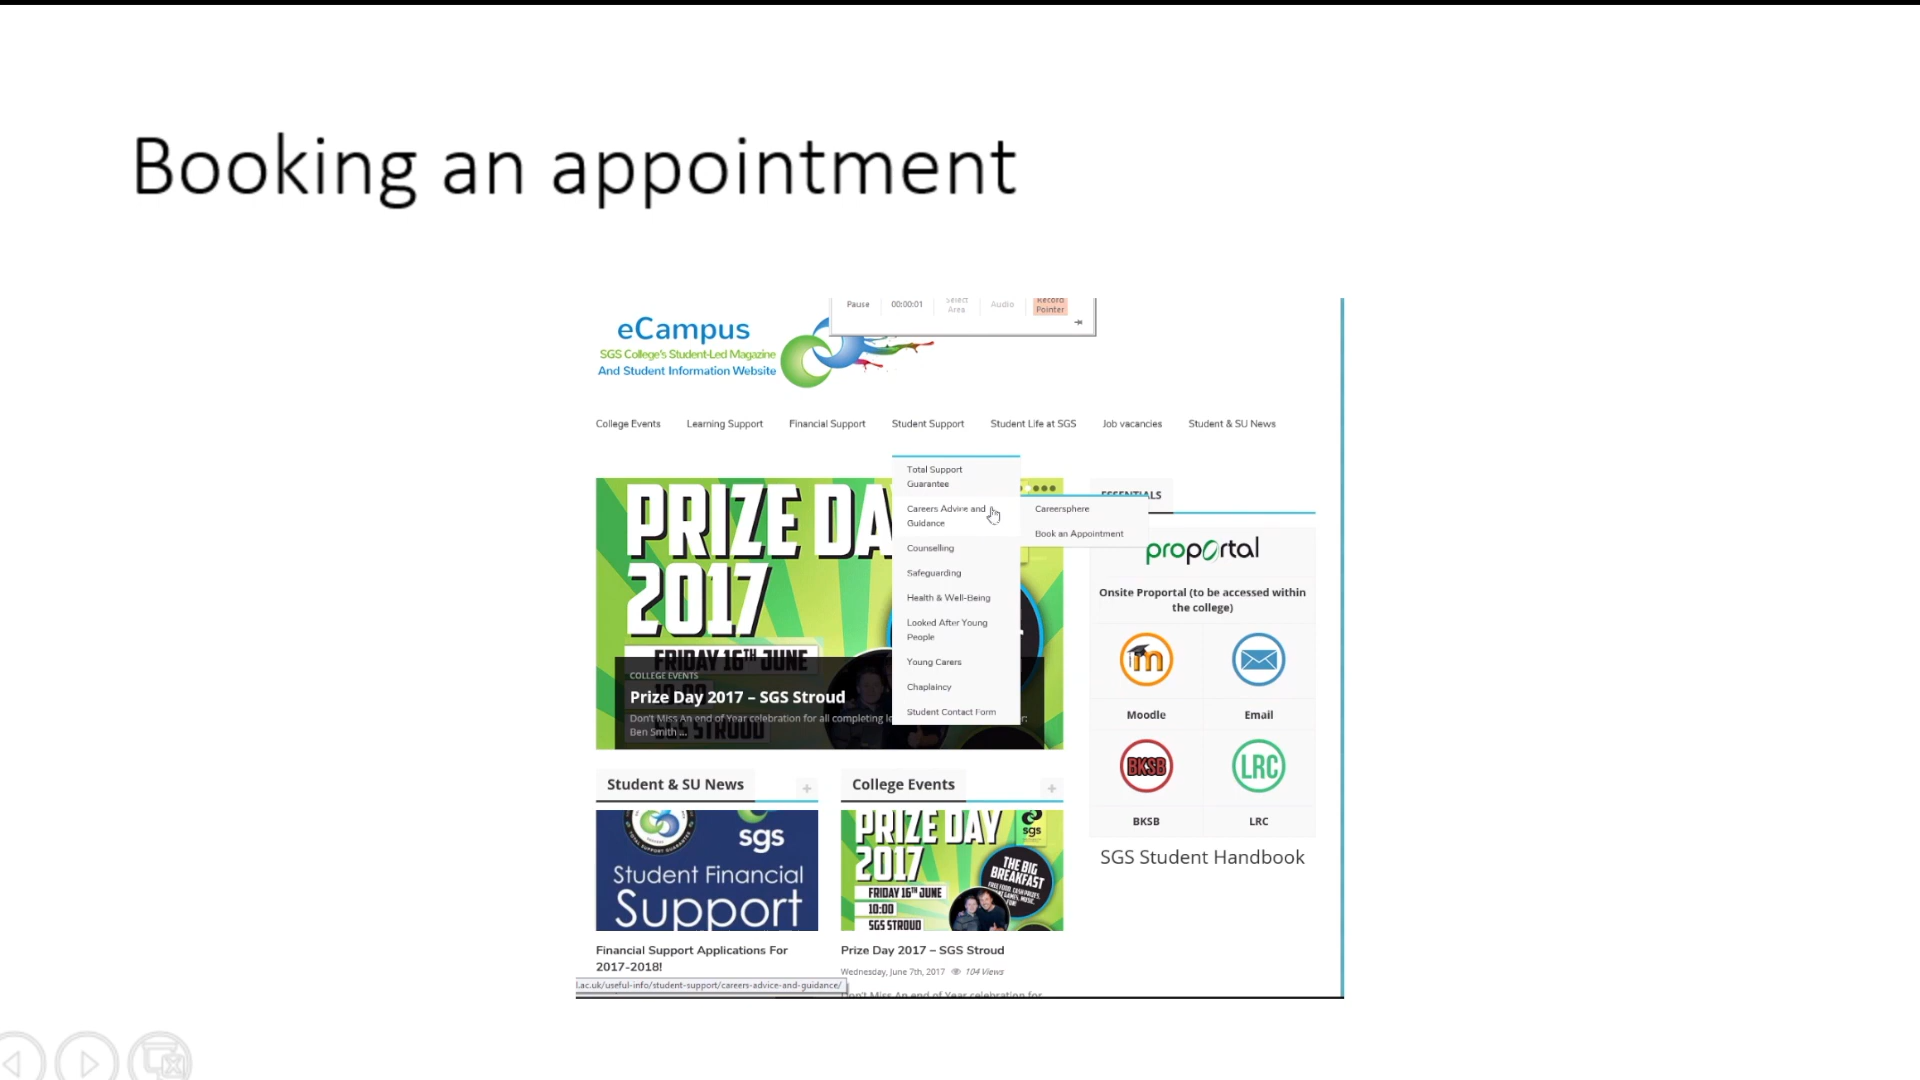 Booking an appointment
Pause 00:00:01 Select Area Audio Record Pointer
eCampus
SGS College's Student-Led Magazine
And Student Information Website
College Events Learning Support Financial Support Student Support Student Life at SGS Job vacancies Student & SU News
Total Support
Guarantee
Careers Advice and
Guidance
Counselling
Safeguarding
Health & Well-Being
Looked After Young
People
Young Carers
Chaplaincy
Student Contact Form
Careersphere
Book an Appointment
PRIZE DA
2017
FRIDAY 16TH JUNE
10:00
SGS STROUD
COLLEGE EVENTS
Prize Day 2017 – SGS Stroud
Don't Miss An end of Year celebration for all completing
Ben Smith ...
ESSENTIALS
proportal
Onsite Proportal (to be accessed within
the college)
m
Moodle Email
BKSB LRC
BKSB LRC
SGS Student Handbook
Student & SU News +
sgs
Student Financial
Support
Financial Support Applications For
2017-2018!
College Events +
PRIZE DAY
2017
sgs
FRIDAY 16TH JUNE
10:00
SGS STROUD
THE BIG
BREAKFAST
Prize Day 2017 – SGS Stroud
Wednesday, June 7th, 2017 104 Views
Don't Miss An end of Year celebration for
l.ac.uk/useful-info/student-support/careers-advice-and-guidance/